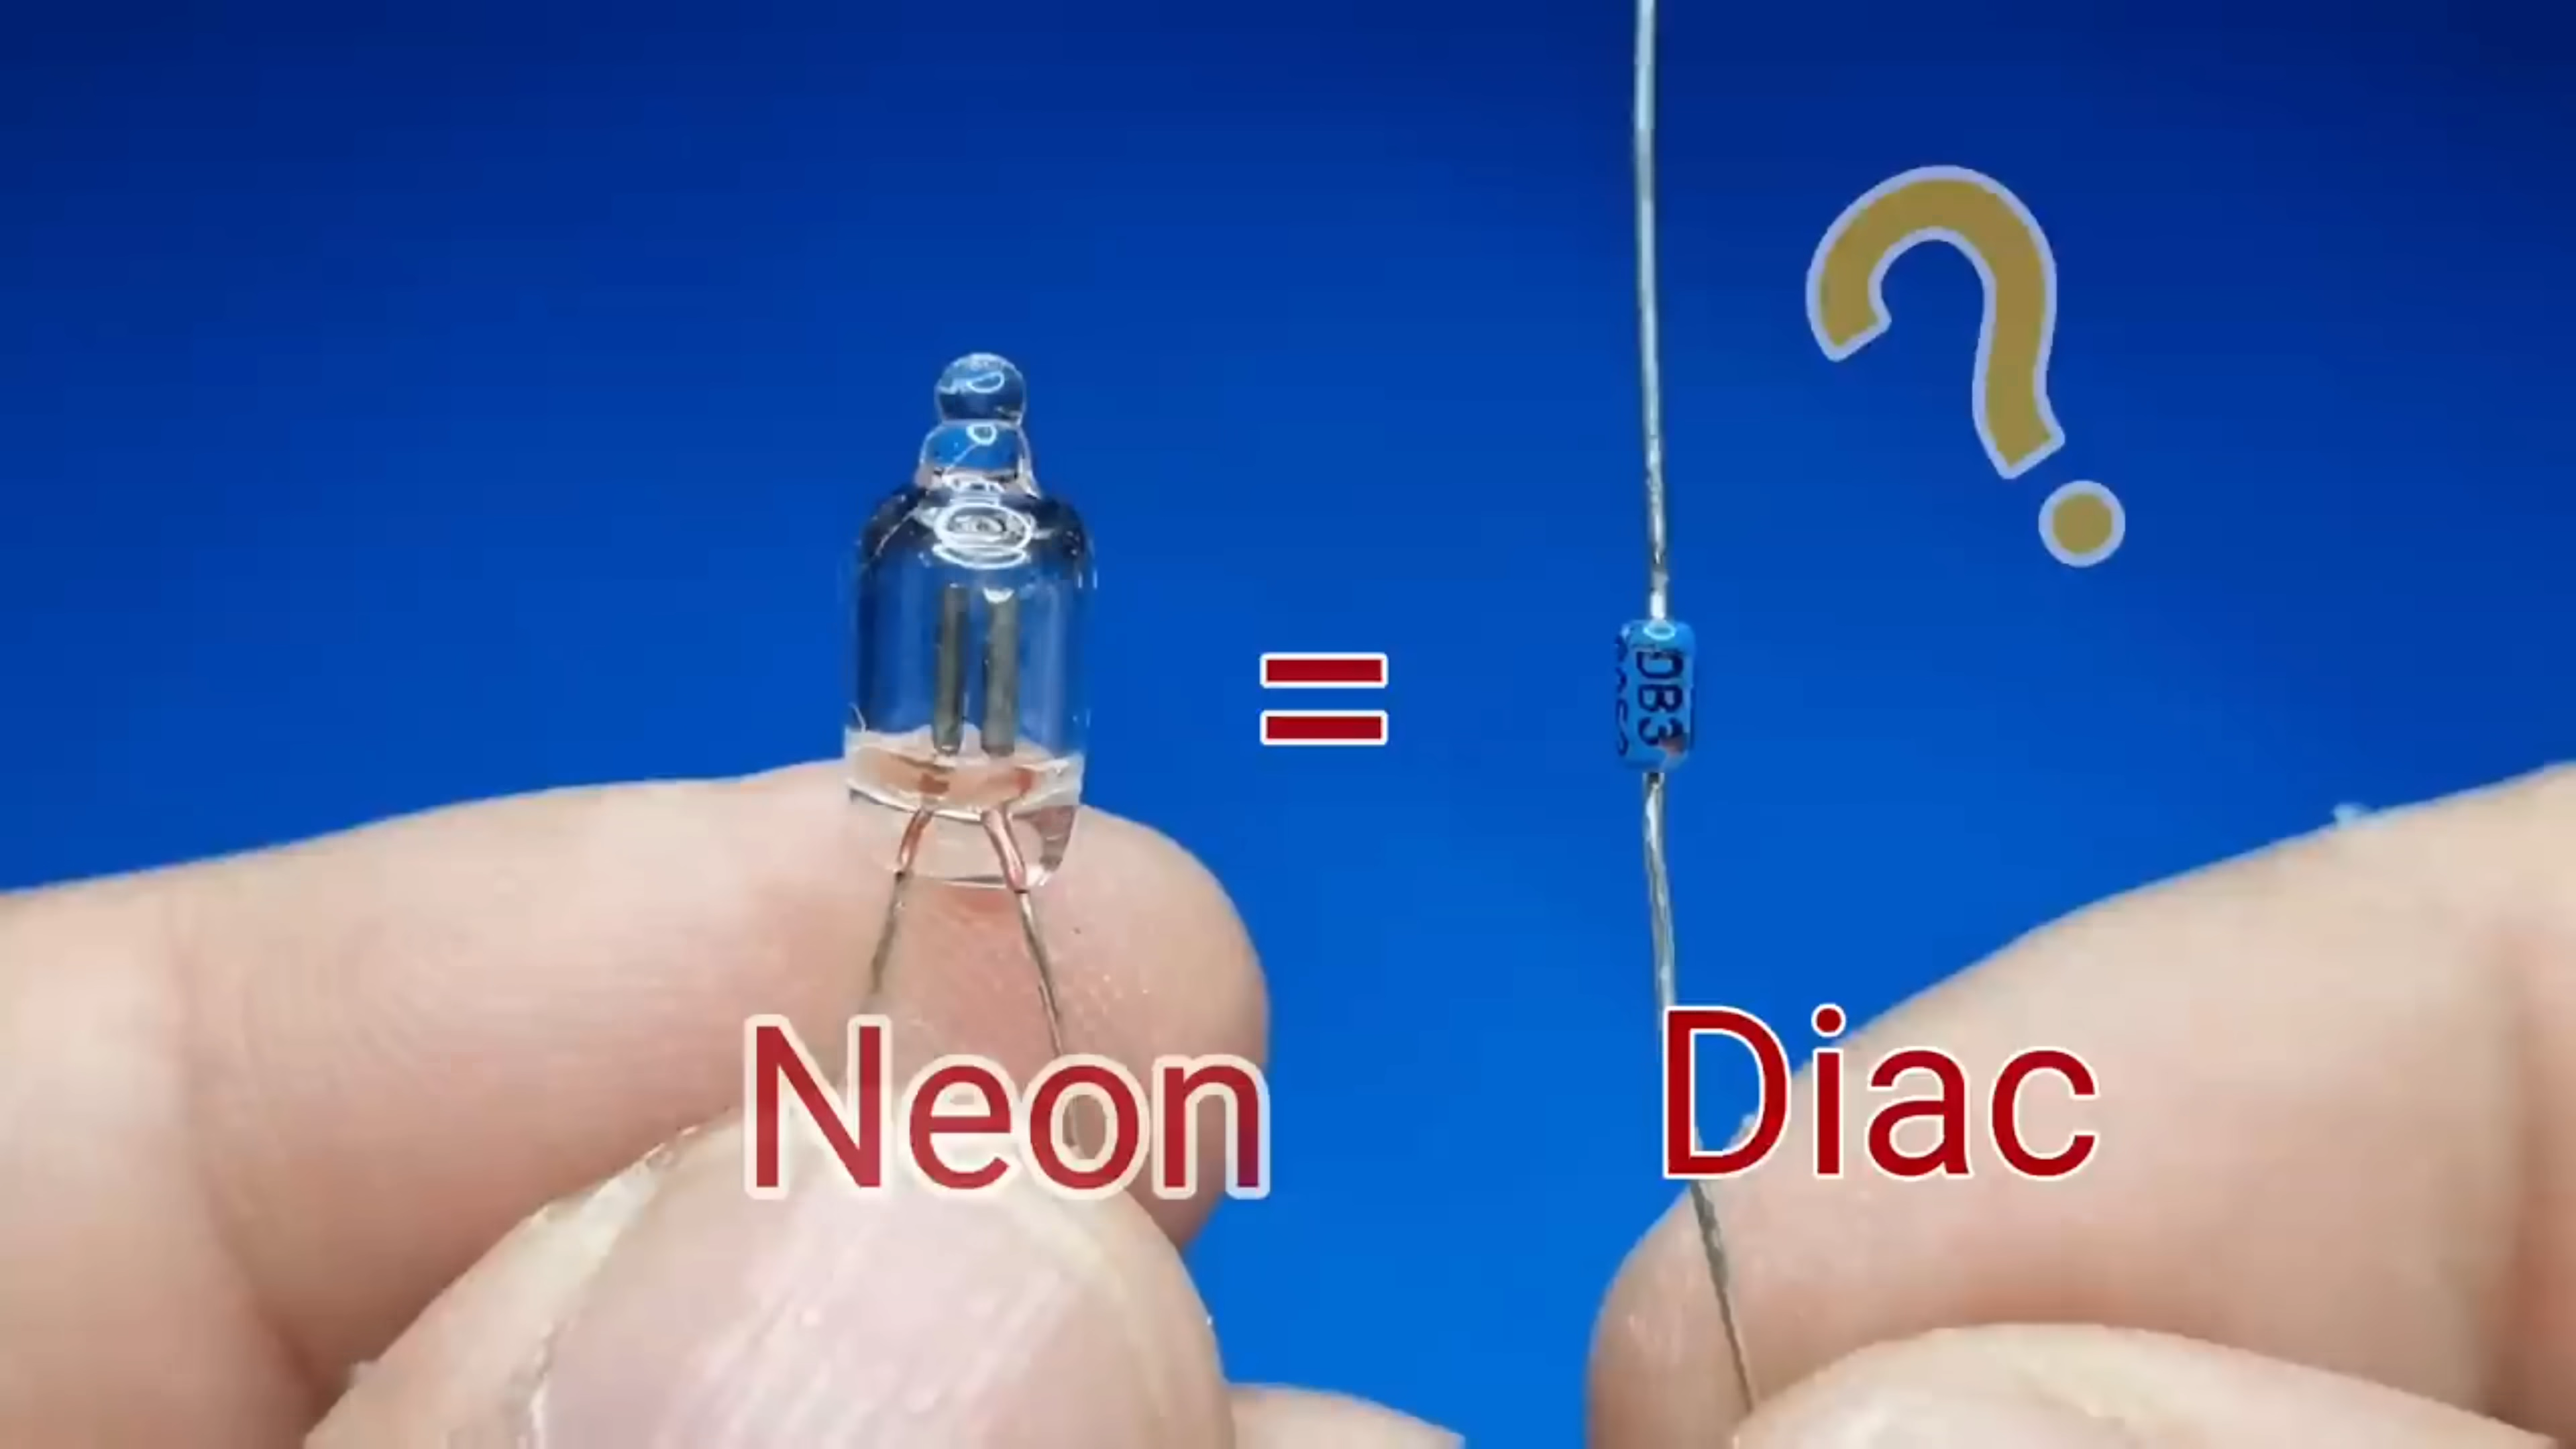 =
?
DB3
Neon
Diac